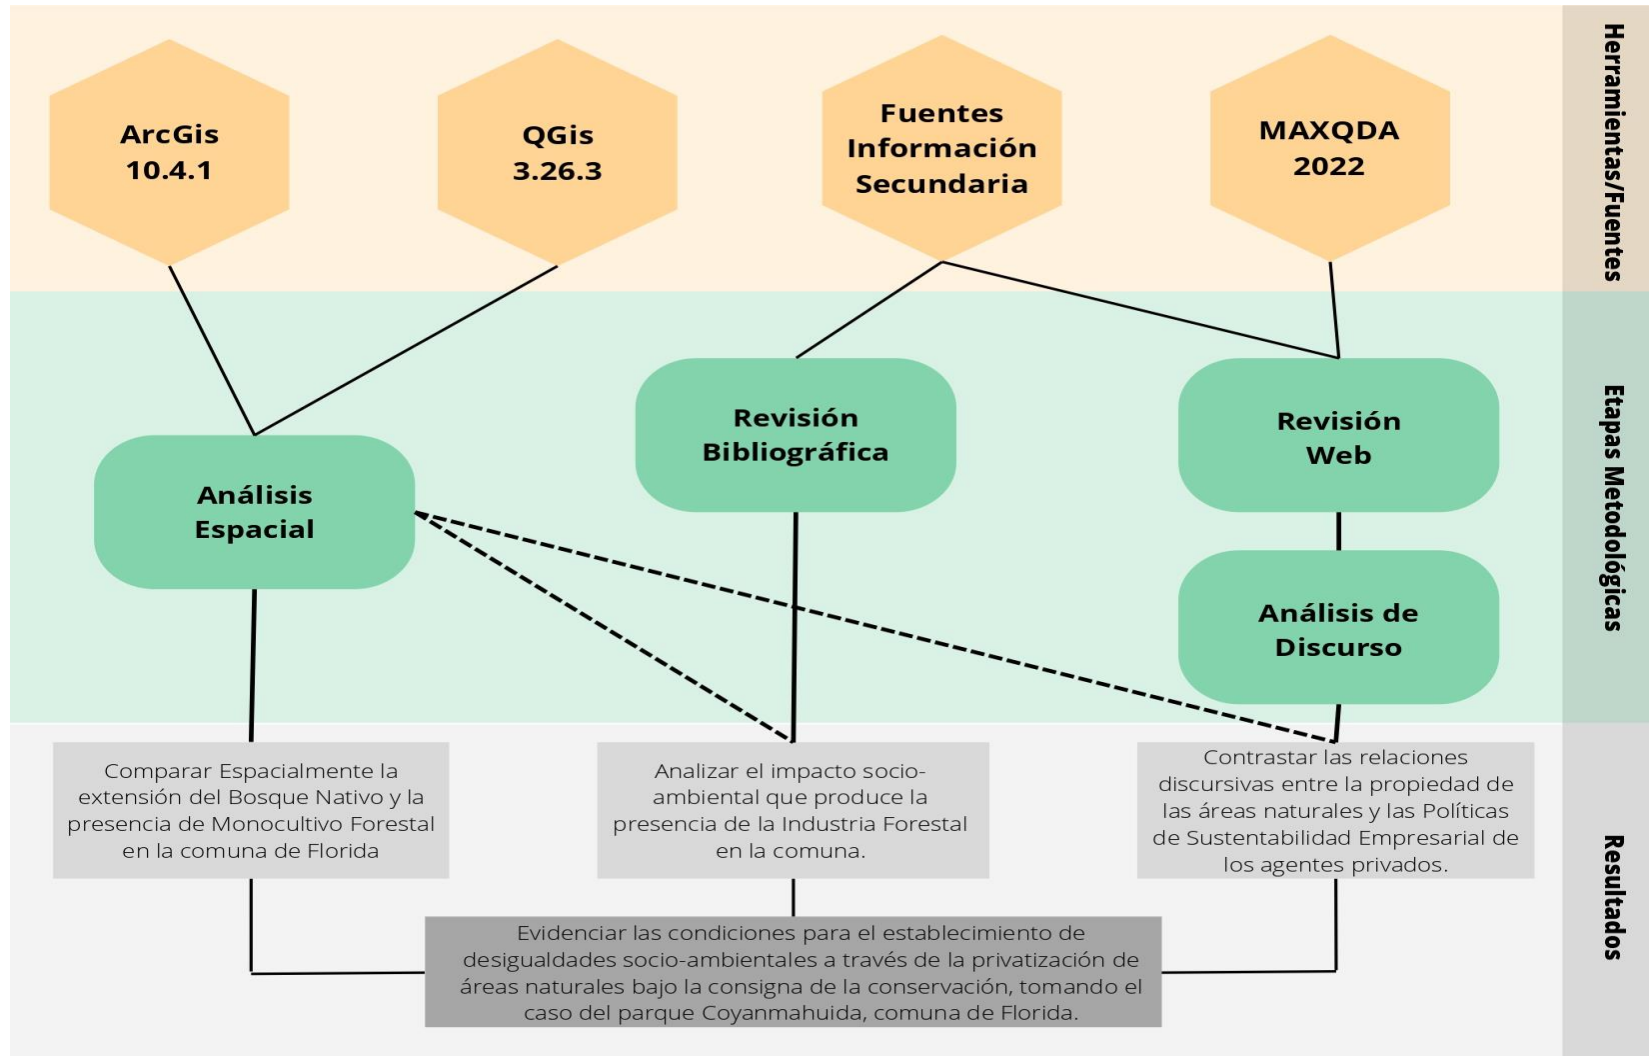 ArcGis
10.4.1
QGis
3.26.3
Fuentes
Información
Secundaria
MAXQDA
2022
Herramientas/Fuentes
Análisis
Espacial
Revisión
Bibliográfica
Revisión
Web
Análisis de
Discurso
Etapas Metodológicas
Comparar Espacialmente la
extensión del Bosque Nativo y la
presencia de Monocultivo Forestal
en la comuna de Florida
Analizar el impacto socio-
ambiental que produce la
presencia de la Industria Forestal
en la comuna.
Contrastar las relaciones
discursivas entre la propiedad de
las áreas naturales y las Políticas
de Sustentabilidad Empresarial de
los agentes privados.
Evidenciar las condiciones para el establecimiento de
desigualdades socio-ambientales a través de la privatización de
áreas naturales bajo la consigna de la conservación, tomando el
caso del parque Coyanmahuida, comuna de Florida.
Resultados